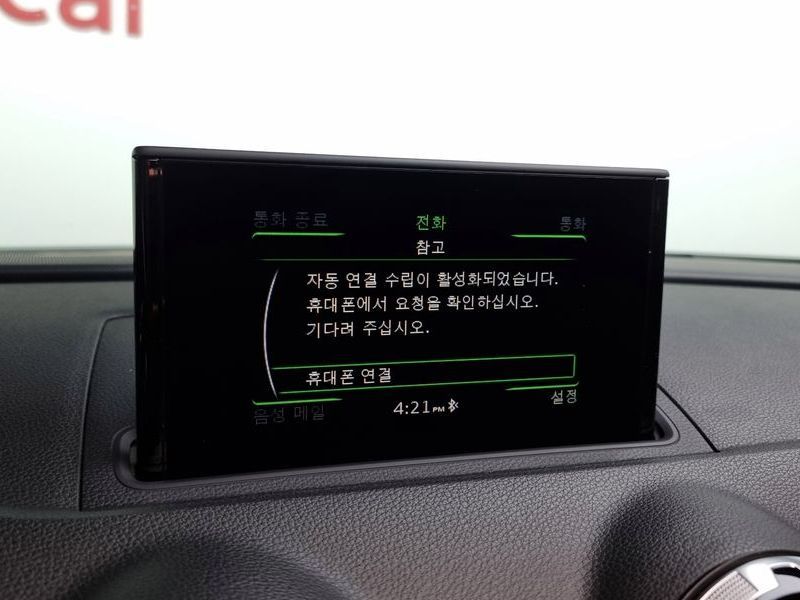 car
통화 종료 전화 통화
참고
자동 연결 수립이 활성화되었습니다.
휴대폰에서 요청을 확인하십시오.
기다려 주십시오.
휴대폰 연결
음성 메일 4:21PM 설정